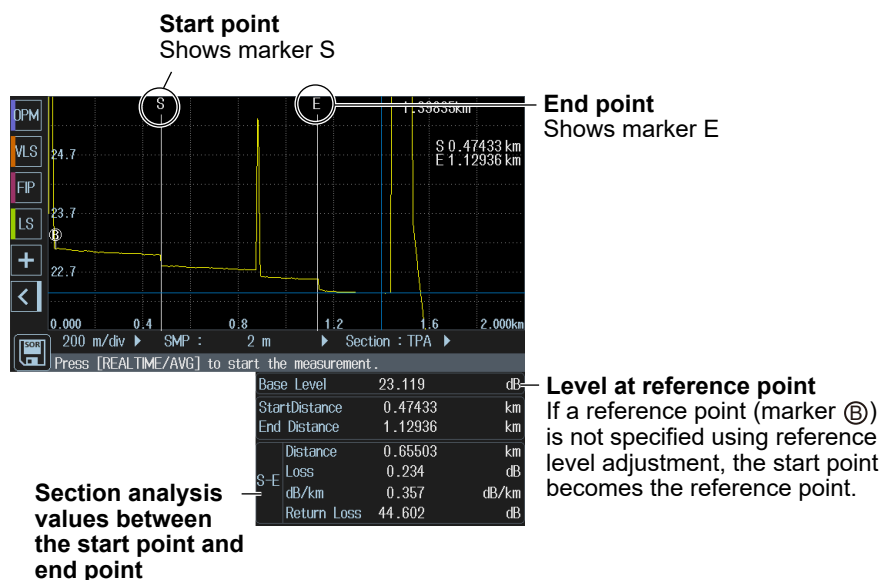 Start point
Shows marker S
End point
Shows marker E
OPM
VLS
FIP
LS
+
<
SOR
S
E
1.39835km
S 0.47433 km
E 1.12936 km
24.7
23.7
B
22.7
0.000 0.4 0.8 1.2 1.6 2.000km
200 m/div SMP : 2 m Section : TPA
Press [REALTIME/AVG] to start the measurement.
Base Level 23.119 dB
StartDistance 0.47433 km
End Distance 1.12936 km
S-E
Distance 0.65503 km
Loss 0.234 dB
dB/km 0.357 dB/km
Return Loss 44.602 dB
Level at reference point
If a reference point (marker Ⓑ)
is not specified using reference
level adjustment, the start point
becomes the reference point.
Section analysis
values between
the start point and
end point